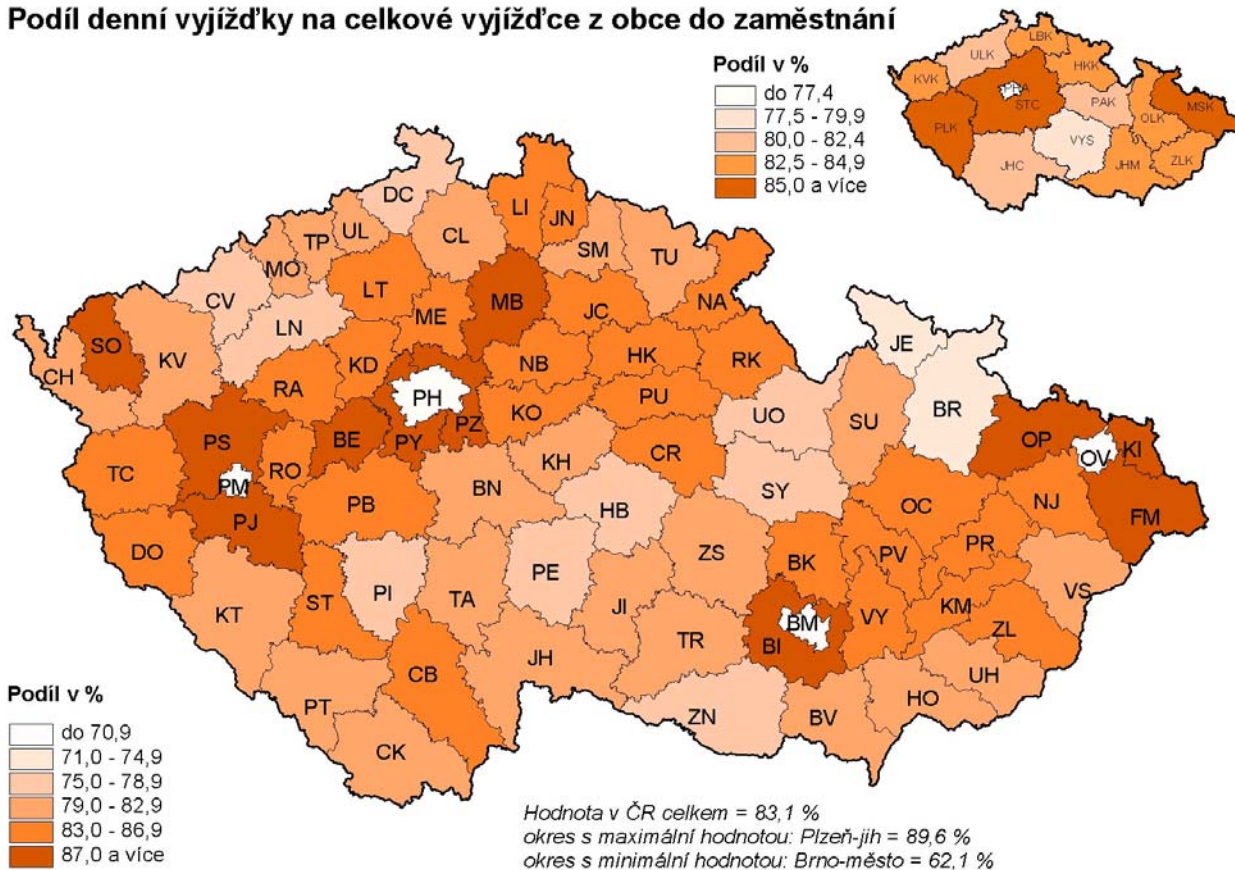 Podíl denní vyjížďky na celkové vyjížďce z obce do zaměstnání
Podíl v %
do 77,4
77,5 - 79,9
80,0 - 82,4
82,5 - 84,9
85,0 a více
LBK
ULK
HKK
KVK
PHA
STC
PAK
MSK
PLK
OLK
VYS
ZLK
JHC
JHM
DC
LI
JN
TP
UL
CL
SM
TU
MO
CV
LT
MB
ME
JC
NA
LN
SO
KV
CH
KD
NB
HK
RK
JE
RA
PH
KO
PU
UO
SU
BR
PS
BE
PY
PZ
OP
OV
KI
TC
RO
PM
KH
CR
BN
SY
PB
HB
OC
NJ
FM
PJ
DO
PI
PE
ZS
BK
PV
PR
ST
TA
JI
KT
VS
BM
VY
KM
BI
ZL
TR
CB
JH
UH
PT
HO
ZN
BV
CK
Podíl v %
do 70,9
71,0 - 74,9
75,0 - 78,9
79,0 - 82,9
83,0 - 86,9
87,0 a více
Hodnota v ČR celkem = 83,1 %
okres s maximální hodnotou: Plzeň-jih = 89,6 %
okres s minimální hodnotou: Brno-město = 62,1 %